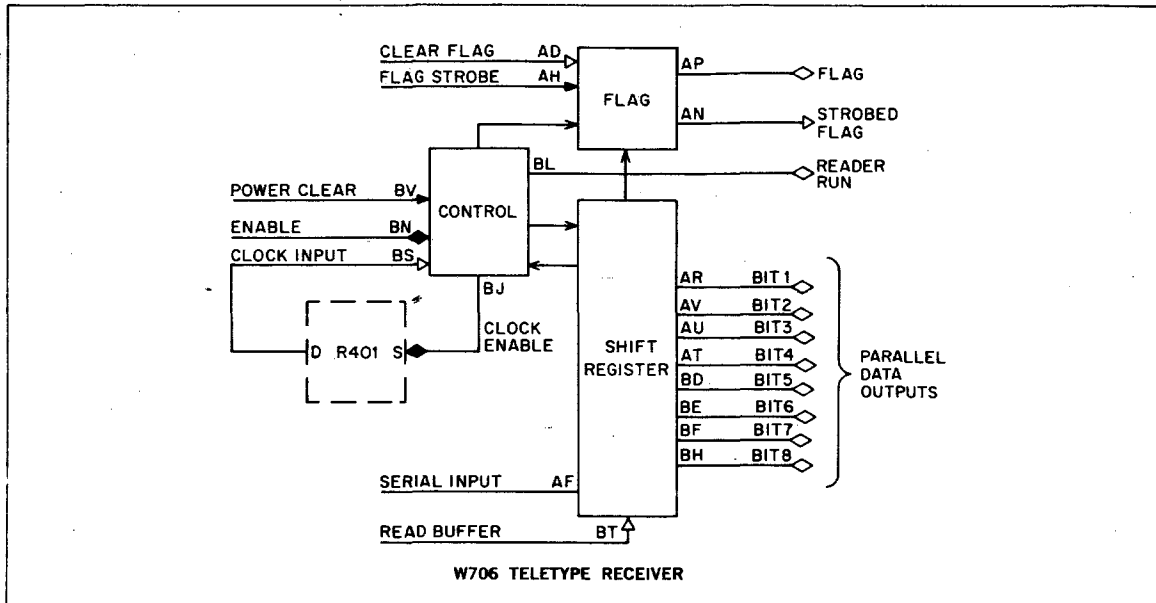 CLEAR FLAG AD
FLAG STROBE AH
FLAG
AP FLAG
AN STROBED
FLAG
BL READER
RUN
POWER CLEAR BV
ENABLE BN
CLOCK INPUT BS
CONTROL
BJ
CLOCK
ENABLE
D R401 S
SHIFT
REGISTER
AR BIT1
AV BIT2
AU BIT3
AT BIT4
BD BIT5
BE BIT6
BF BIT7
BH BIT8
PARALLEL
DATA
OUTPUTS
SERIAL INPUT AF
READ BUFFER BT
W706 TELETYPE RECEIVER